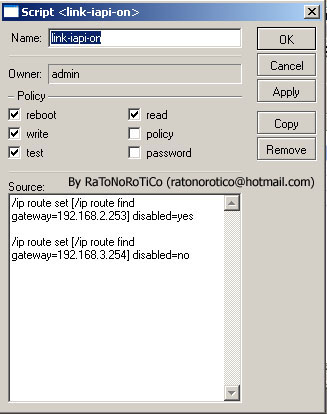 Script <link-iapi-on>
Name: link-iapi-on
OK
Owner: admin
Cancel
Policy
Apply
reboot read
write policy
Copy
test password
Remove
Source:
By RaToNoRoTiCo (ratonorotico@hotmail.com)
/ip route set [/ip route find
gateway=192.168.2.253] disabled=yes
/ip route set [/ip route find
gateway=192.168.3.254] disabled=no